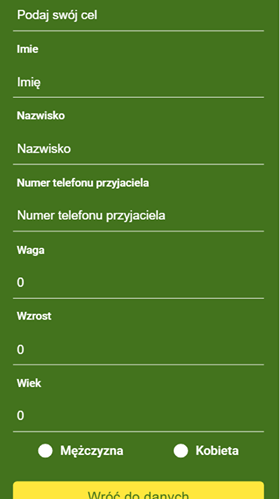 Podaj swój cel
Imie
Imię
Nazwisko
Nazwisko
Numer telefonu przyjaciela
Numer telefonu przyjaciela
Waga
0
Wzrost
0
Wiek
0
Mężczyzna Kobieta
Wróć do danych